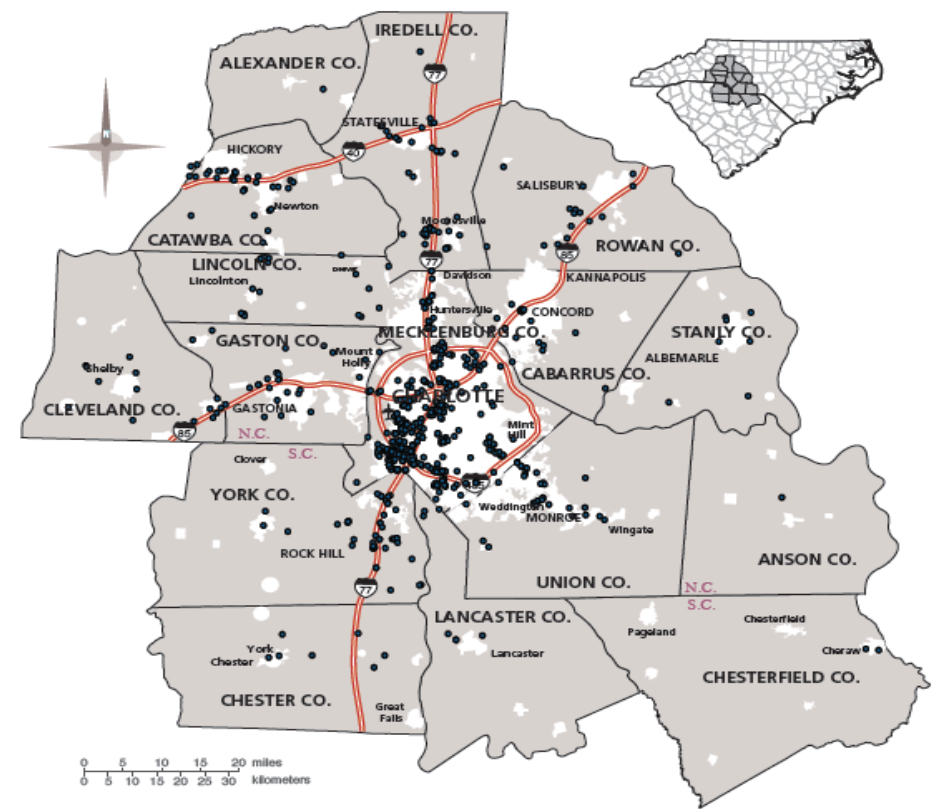 IREDELL CO.
ALEXANDER CO.
77
N
STATESVILLE
HICKORY
40
SALISBURY
Newton
Mooresville
CATAWBA CO.
ROWAN CO.
85
77
LINCOLN CO.
Davidson
KANNAPOLIS
Lincolnton
Huntersville
CONCORD
MECKLENBURG CO.
STANLY CO.
GASTON CO.
Mount
Holly
ALBEMARLE
Shelby
CABARRUS CO.
CHARLOTTE
CLEVELAND CO.
GASTONIA
Mint
Hill
85
N.C.
S.C.
Clover
485
YORK CO.
Weddington
MONROE
Wingate
ROCK HILL
ANSON CO.
UNION CO.
77
N.C.
S.C.
LANCASTER CO.
Chesterfield
Pageland
York
Chester
Lancaster
Cheraw
CHESTERFIELD CO.
CHESTER CO.
Great
Falls
0 5 10 15 20 miles
0 5 10 15 20 25 30 kilometers